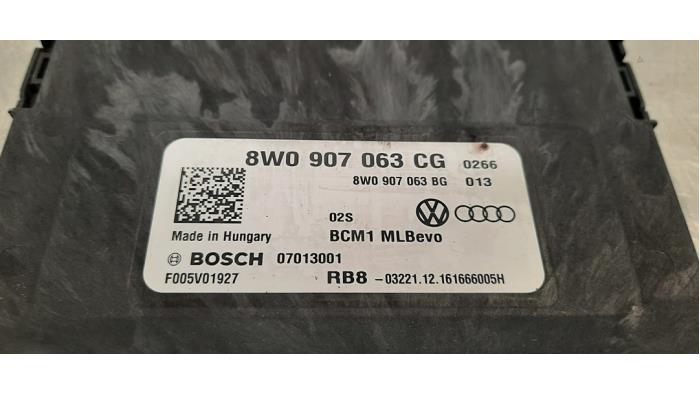 8W0 907 063 CG 0266
8W0 907 063 BG 013
02S
Made in Hungary BCM1 MLBevo
BOSCH 07013001
F005V01927 RB8 -03221.12.161666005H